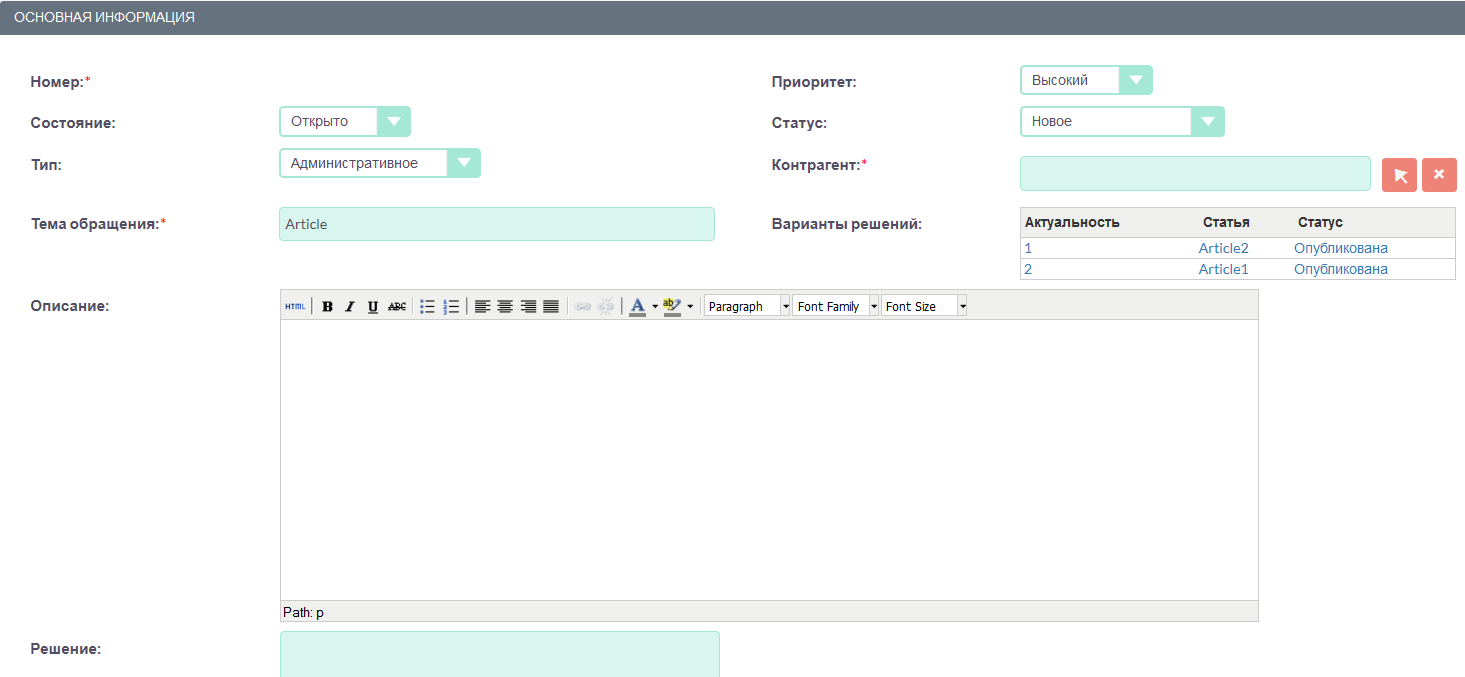 ОСНОВНАЯ ИНФОРМАЦИЯ
Номер:* Приоритет: Высокий
Состояние: Открыто Статус: Новое
Тип: Административное Контрагент:*
Тема обращения:* Article Варианты решений: Актуальность Статья Статус
1 Article2 Опубликована
2 Article1 Опубликована
Описание: HTML B I U ABC A ab Paragraph Font Family Font Size
Path: p
Решение: